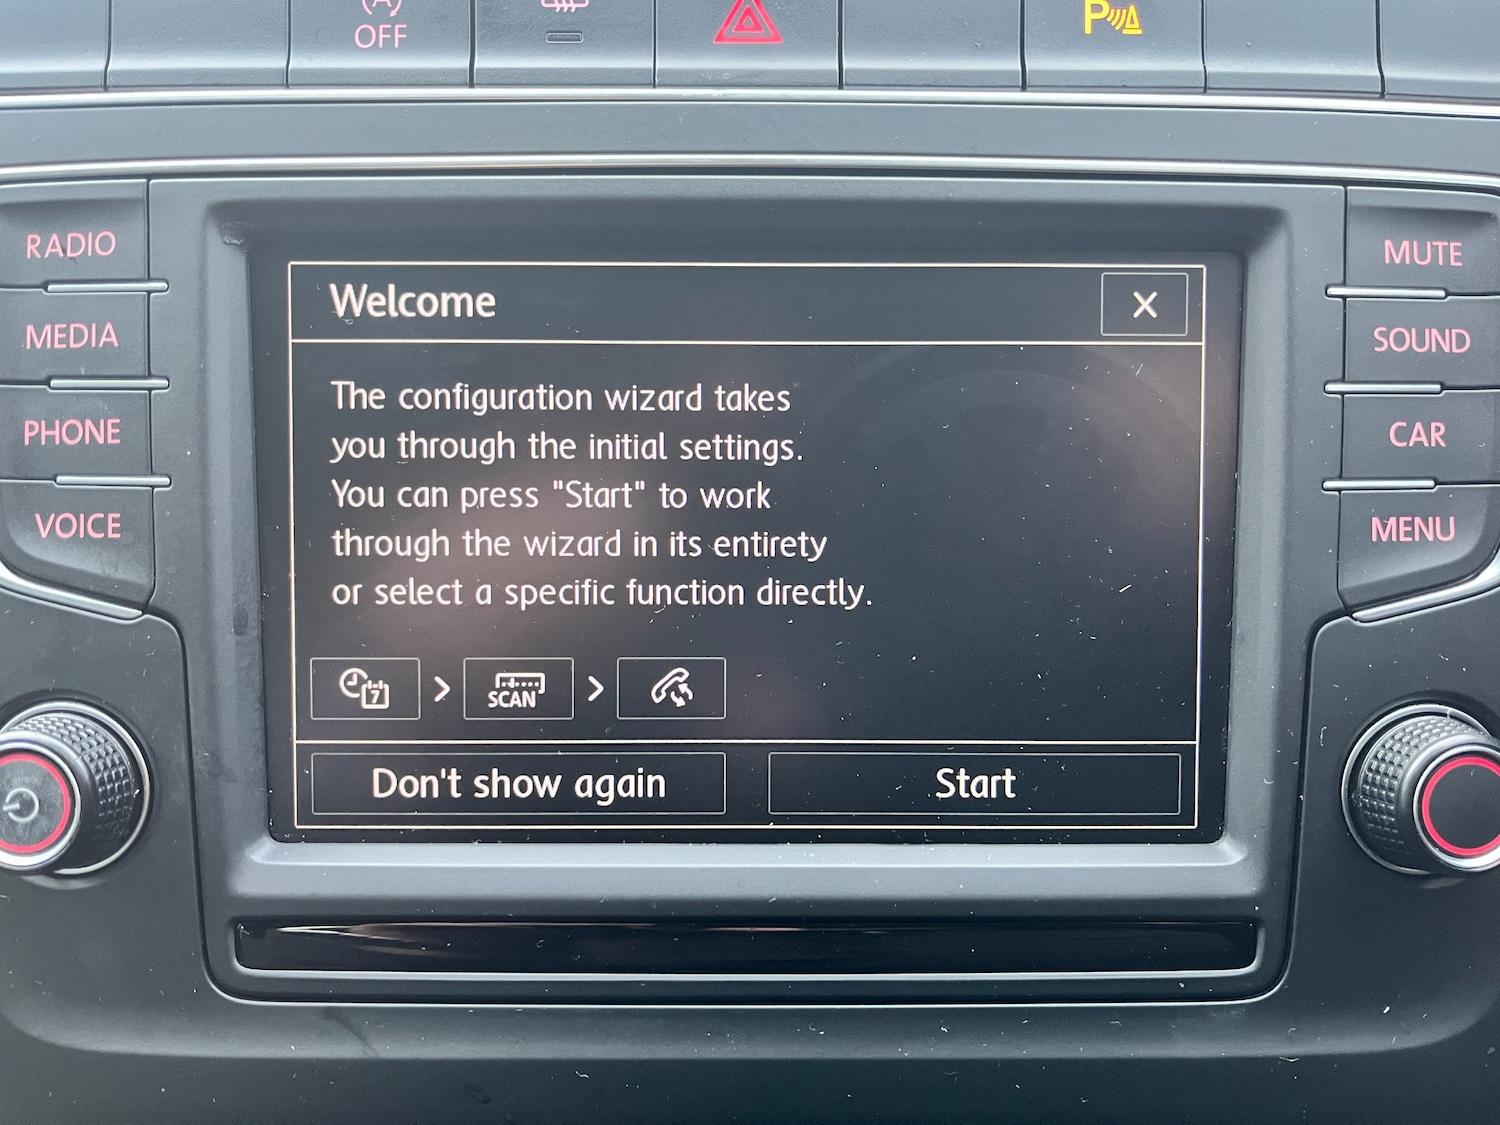 (A)
OFF
P
RADIO
MEDIA
PHONE
VOICE
Welcome
X
The configuration wizard takes
you through the initial settings.
You can press "Start" to work
through the wizard in its entirety
or select a specific function directly.
7 > SCAN >
Don't show again
Start
MUTE
SOUND
CAR
MENU